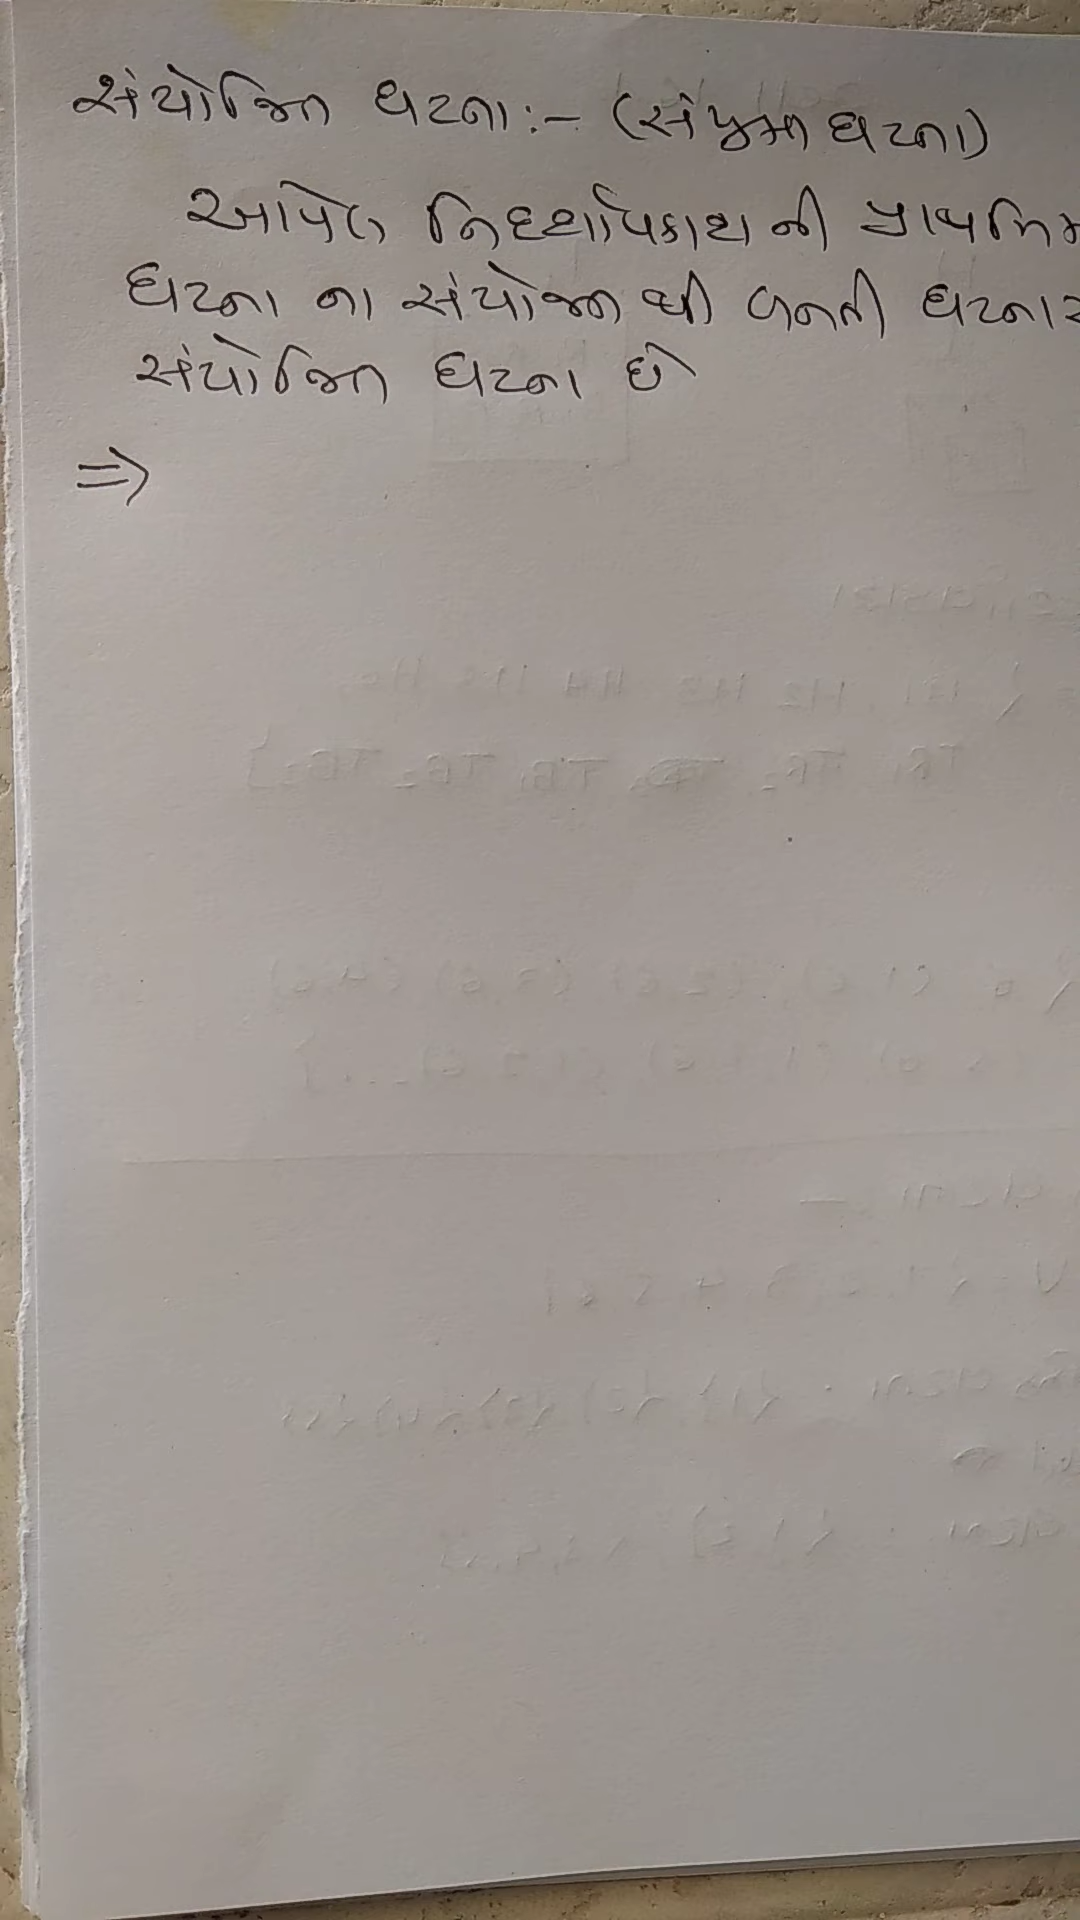 સંયોજિત ઘટના:- (સંયુક્ત ઘટના)
આપેલ નિદર્શાવકાશ ની પ્રાથમિક
ઘટના ના સંયોજન થી બનતી ઘટના
સંયોજિત ઘટના છે
⇒